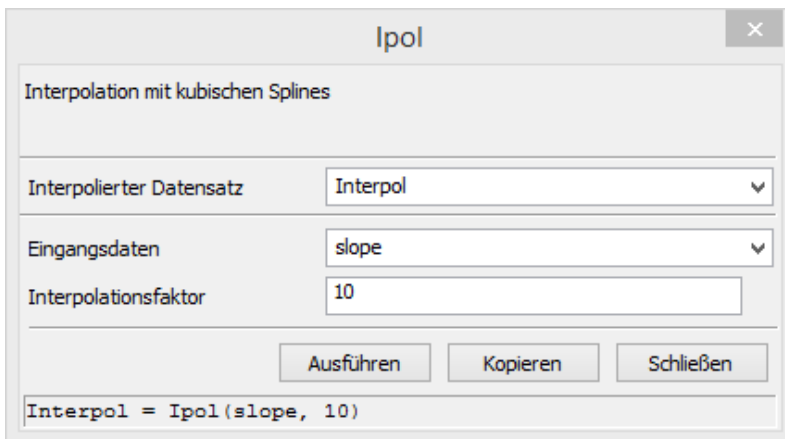 Ipol
Interpolation mit kubischen Splines
Interpolierter Datensatz Interpol
Eingangsdaten slope
Interpolationsfaktor 10
Ausführen Kopieren Schließen
Interpol = Ipol(slope, 10)